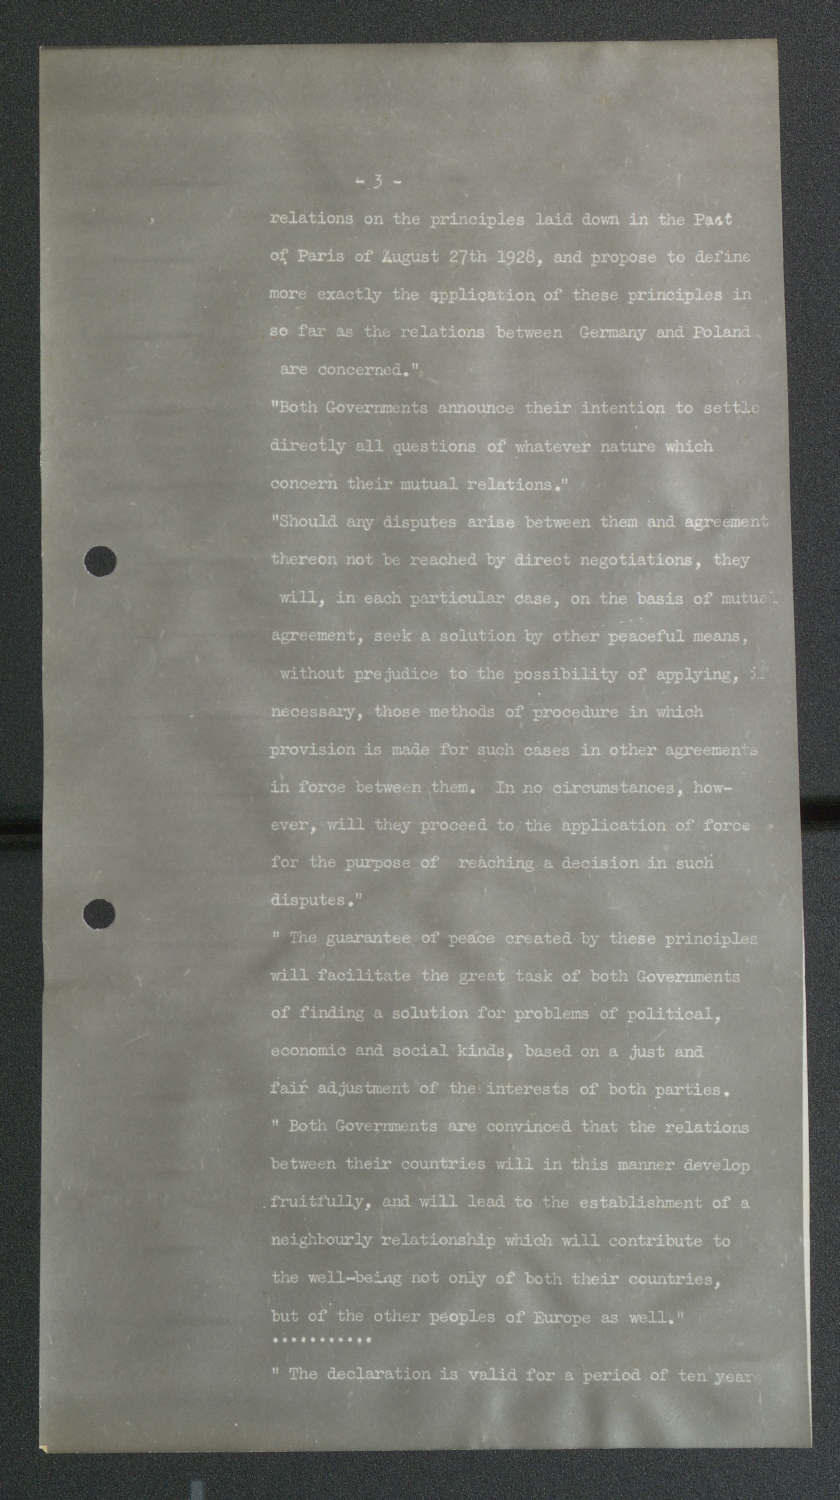 - 3 -
relations on the principles laid down in the Pact
of Paris of August 27th 1928, and propose to define
more exactly the application of these principles in
so far as the relations between Germany and Poland
are concerned."
"Both Governments announce their intention to settle
directly all questions of whatever nature which
concern their mutual relations."
"Should any disputes arise between them and agreement
thereon not be reached by direct negotiations, they
will, in each particular case, on the basis of mutual
agreement, seek a solution by other peaceful means,
without prejudice to the possibility of applying, if
necessary, those methods of procedure in which
provision is made for such cases in other agreements
in force between them. In no circumstances, how-
ever, will they proceed to the application of force
for the purpose of reaching a decision in such
disputes."
" The guarantee of peace created by these principles
will facilitate the great task of both Governments
of finding a solution for problems of political,
economic and social kinds, based on a just and
fair adjustment of the interests of both parties.
" Both Governments are convinced that the relations
between their countries will in this manner develop
fruitfully, and will lead to the establishment of a
neighbourly relationship which will contribute to
the well-being not only of both their countries,
but of the other peoples of Europe as well."
...........
" The declaration is valid for a period of ten years